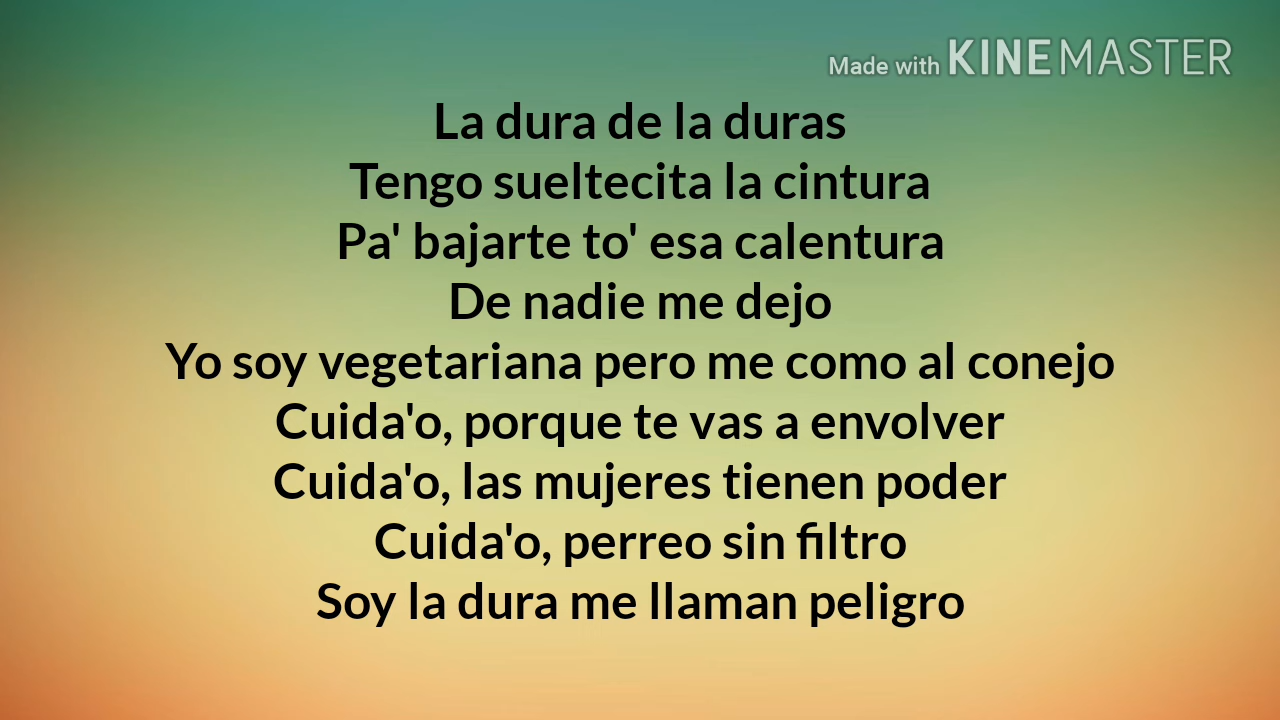 Made with KINEMASTER
La dura de la duras
Tengo sueltecita la cintura
Pa' bajarte to' esa calentura
De nadie me dejo
Yo soy vegetariana pero me como al conejo
Cuida'o, porque te vas a envolver
Cuida'o, las mujeres tienen poder
Cuida'o, perreo sin filtro
Soy la dura me llaman peligro